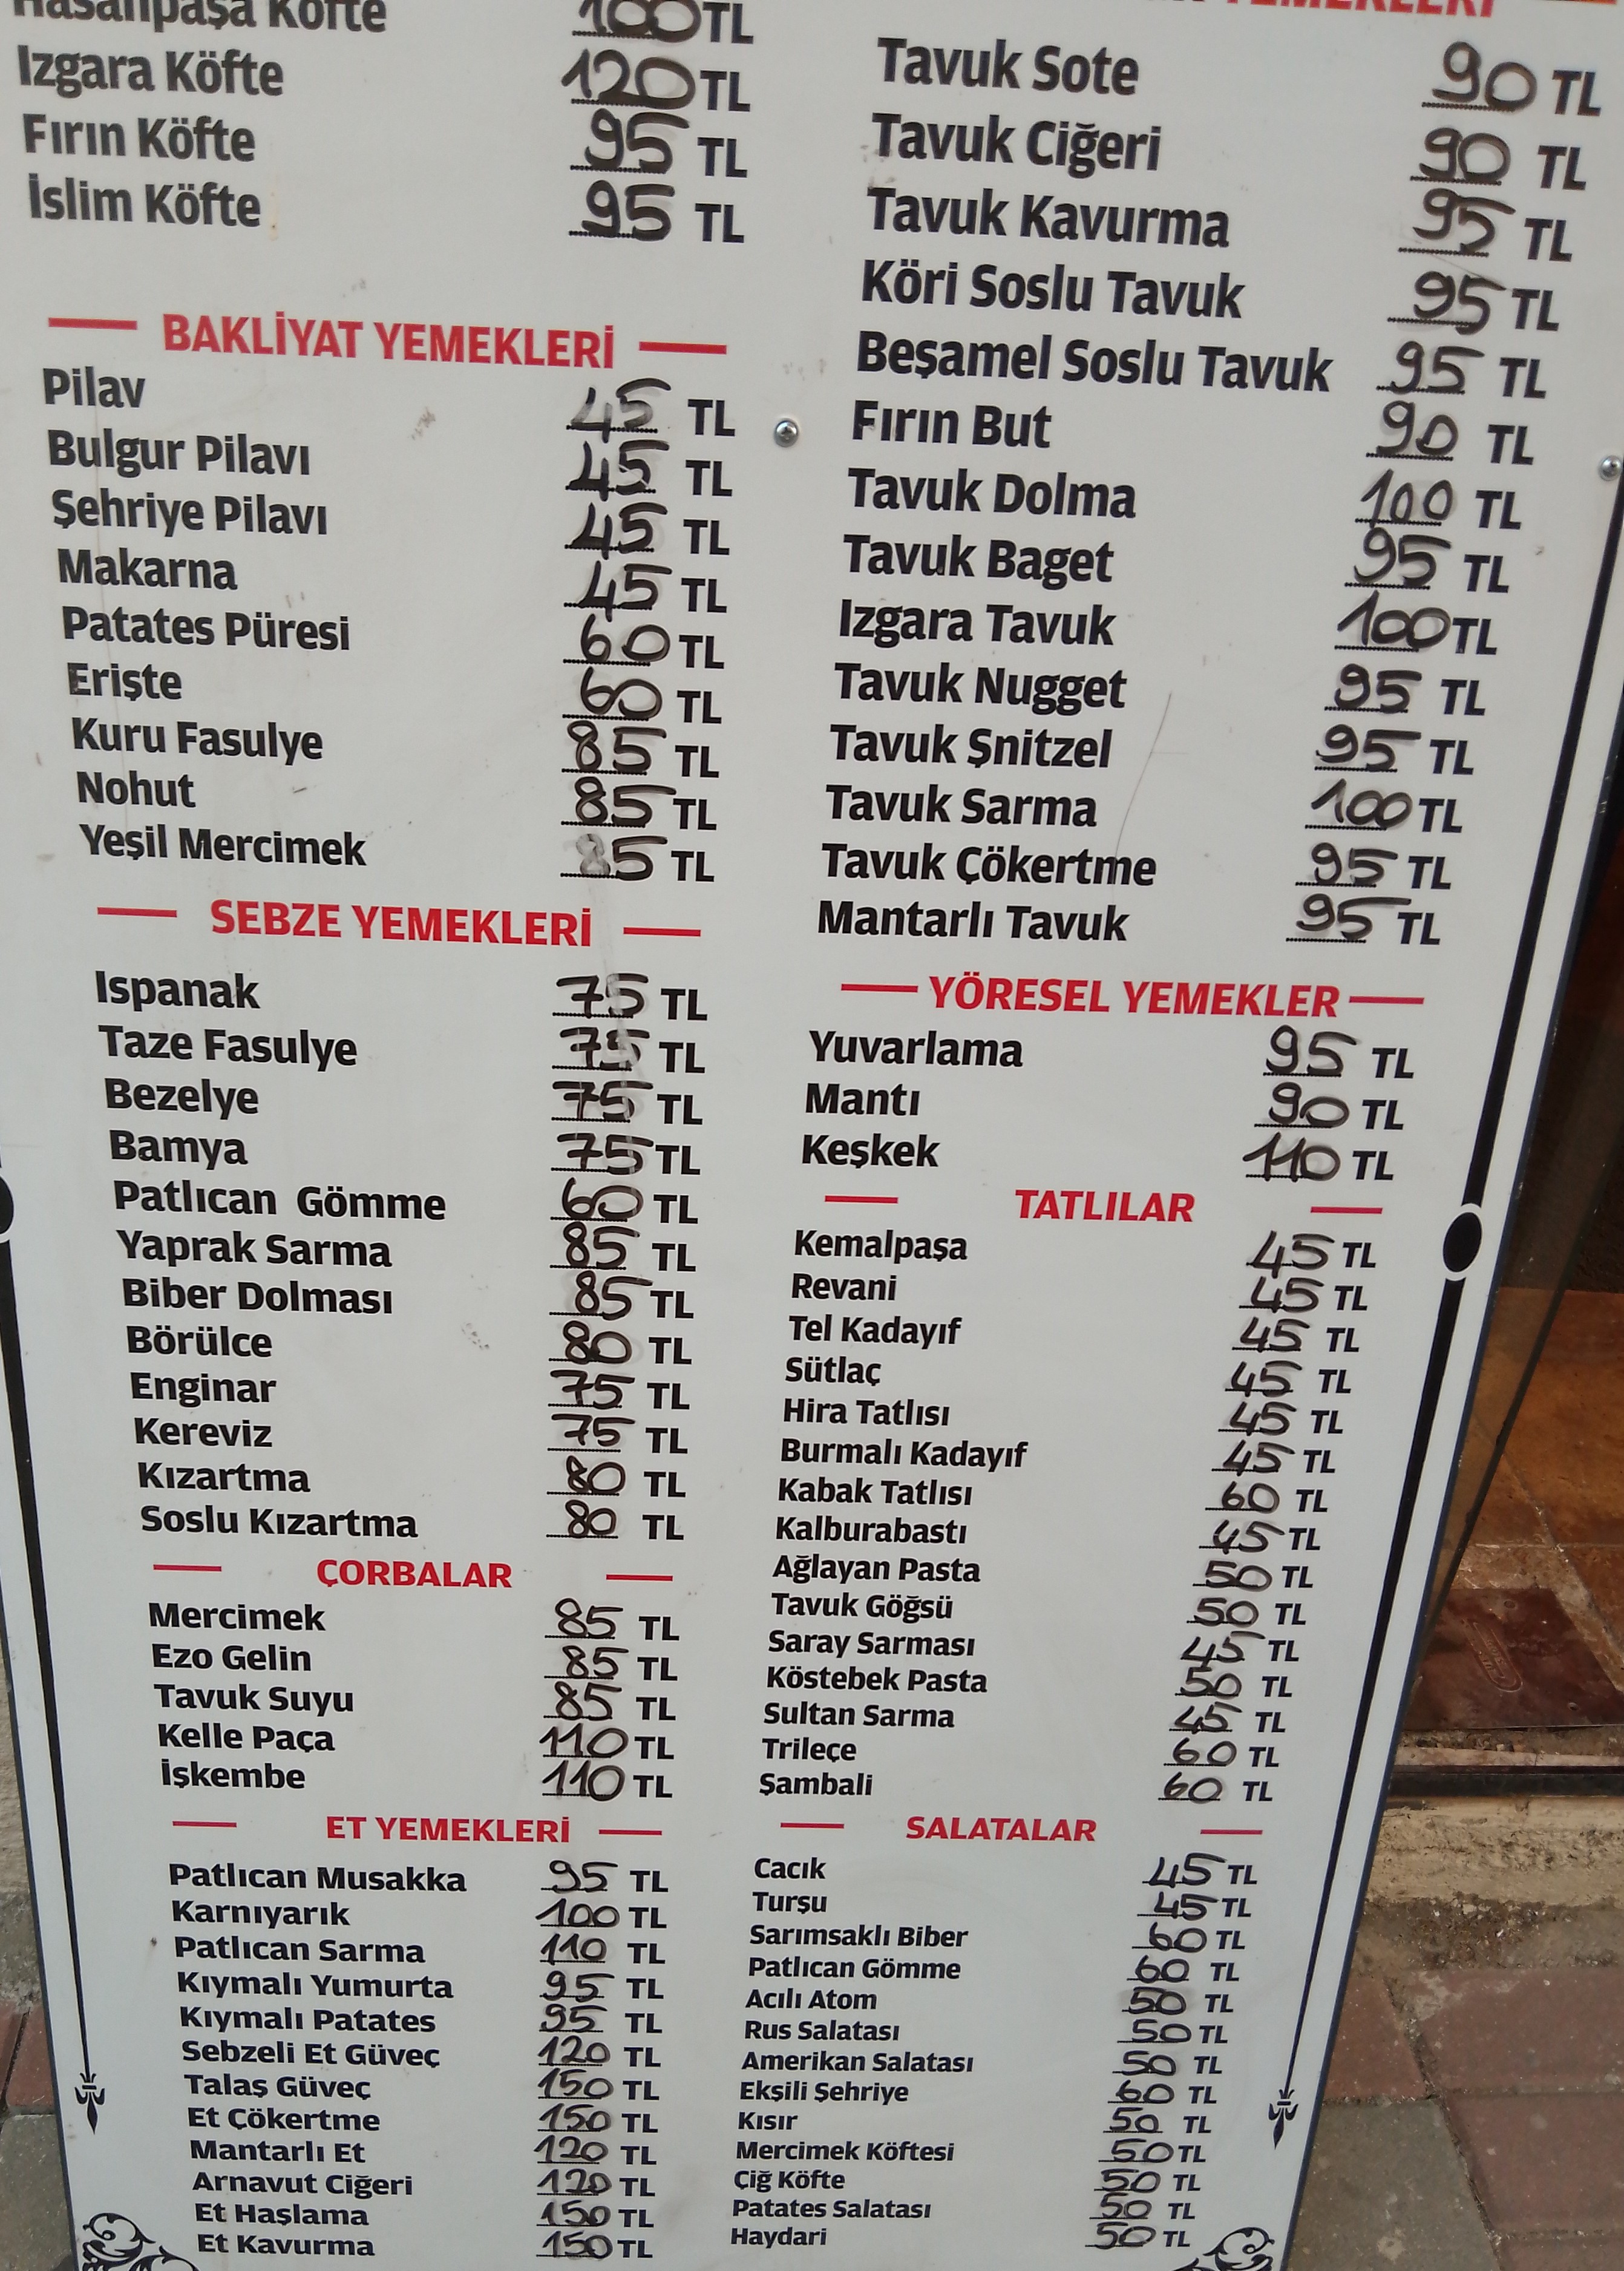 Hasanpaşa Köfte 100 TL
Izgara Köfte 120 TL
Fırın Köfte 95 TL
İslim Köfte 95 TL
BAKLİYAT YEMEKLERİ
Pilav 45 TL
Bulgur Pilavı 45 TL
Şehriye Pilavı 45 TL
Makarna 45 TL
Patates Püresi 60 TL
Erişte 60 TL
Kuru Fasulye 85 TL
Nohut 85 TL
Yeşil Mercimek 85 TL
SEBZE YEMEKLERİ
Ispanak 75 TL
Taze Fasulye 75 TL
Bezelye 75 TL
Bamya 75 TL
Patlıcan Gömme 60 TL
Yaprak Sarma 85 TL
Biber Dolması 85 TL
Börülce 80 TL
Enginar 75 TL
Kereviz 75 TL
Kızartma 80 TL
Soslu Kızartma 80 TL
ÇORBALAR
Mercimek 85 TL
Ezo Gelin 85 TL
Tavuk Suyu 85 TL
Kelle Paça 110 TL
İşkembe 110 TL
ET YEMEKLERİ
Patlıcan Musakka 95 TL
Karnıyarık 100 TL
Patlıcan Sarma 110 TL
Kıymalı Yumurta 95 TL
Kıymalı Patates 95 TL
Sebzeli Et Güveç 120 TL
Talaş Güveç 150 TL
Et Çökertme 150 TL
Mantarlı Et 120 TL
Arnavut Ciğeri 120 TL
Et Haşlama 150 TL
Et Kavurma 150 TL
YEMEKLERİ
Tavuk Sote 90 TL
Tavuk Ciğeri 90 TL
Tavuk Kavurma 95 TL
Köri Soslu Tavuk 95 TL
Beşamel Soslu Tavuk 95 TL
Fırın But 90 TL
Tavuk Dolma 100 TL
Tavuk Baget 95 TL
Izgara Tavuk 100 TL
Tavuk Nugget 95 TL
Tavuk Şnitzel 95 TL
Tavuk Sarma 100 TL
Tavuk Çökertme 95 TL
Mantarlı Tavuk 95 TL
YÖRESEL YEMEKLER
Yuvarlama 95 TL
Mantı 90 TL
Keşkek 110 TL
TATLILAR
Kemalpaşa 45 TL
Revani 45 TL
Tel Kadayıf 45 TL
Sütlaç 45 TL
Hira Tatlısı 45 TL
Burmalı Kadayıf 45 TL
Kabak Tatlısı 60 TL
Kalburabastı 45 TL
Ağlayan Pasta 50 TL
Tavuk Göğsü 50 TL
Saray Sarması 45 TL
Köstebek Pasta 50 TL
Sultan Sarma 45 TL
Trileçe 60 TL
Şambali 60 TL
SALATALAR
Cacık 45 TL
Turşu 45 TL
Sarımsaklı Biber 60 TL
Patlıcan Gömme 60 TL
Acılı Atom 50 TL
Rus Salatası 50 TL
Amerikan Salatası 50 TL
Ekşili Şehriye 60 TL
Kısır 50 TL
Mercimek Köftesi 50 TL
Çiğ Köfte 50 TL
Patates Salatası 50 TL
Haydari 50 TL